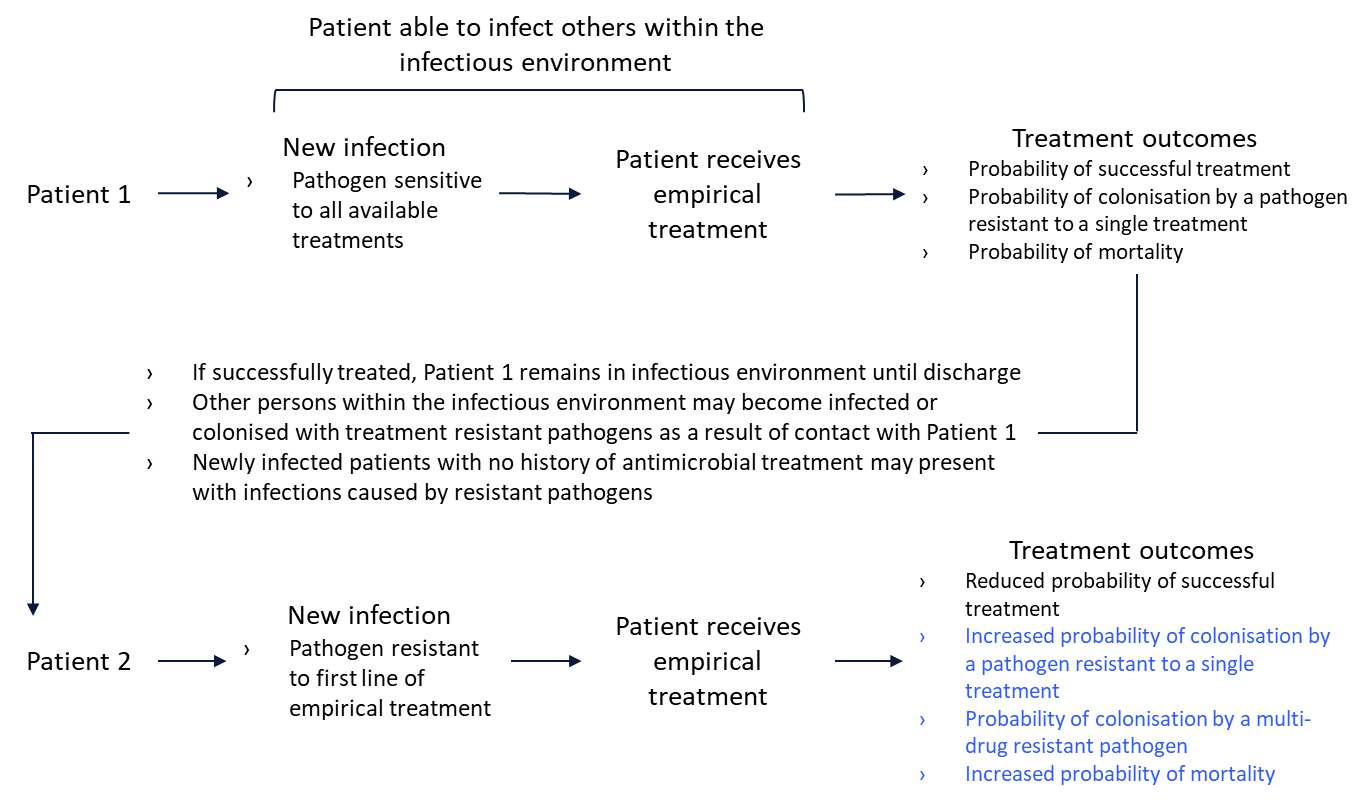 Patient able to infect others within the
infectious environment
Patient 1
New infection
› Pathogen sensitive
to all available
treatments
Patient receives
empirical
treatment
Treatment outcomes
› Probability of successful treatment
› Probability of colonisation by a pathogen
resistant to a single treatment
› Probability of mortality
› If successfully treated, Patient 1 remains in infectious environment until discharge
› Other persons within the infectious environment may become infected or
colonised with treatment resistant pathogens as a result of contact with Patient 1
› Newly infected patients with no history of antimicrobial treatment may present
with infections caused by resistant pathogens
Patient 2
New infection
› Pathogen resistant
to first line of
empirical treatment
Patient receives
empirical
treatment
Treatment outcomes
› Reduced probability of successful
treatment
› Increased probability of colonisation by
a pathogen resistant to a single
treatment
› Probability of colonisation by a multi-
drug resistant pathogen
› Increased probability of mortality